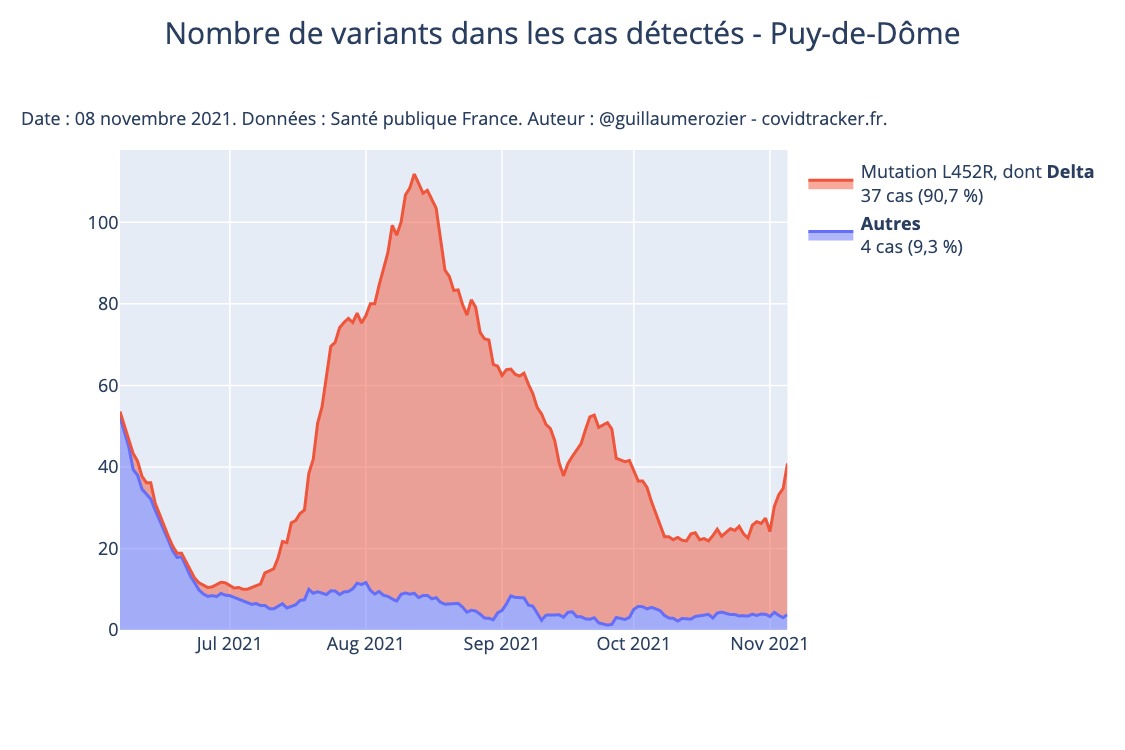 Nombre de variants dans les cas détectés - Puy-de-Dôme
Date : 08 novembre 2021. Données : Santé publique France. Auteur : @guillaumerozier - covidtracker.fr.
Mutation L452R, dont Delta
37 cas (90,7 %)
Autres
4 cas (9,3 %)
100
80
60
40
20
0
Jul 2021
Aug 2021
Sep 2021
Oct 2021
Nov 2021